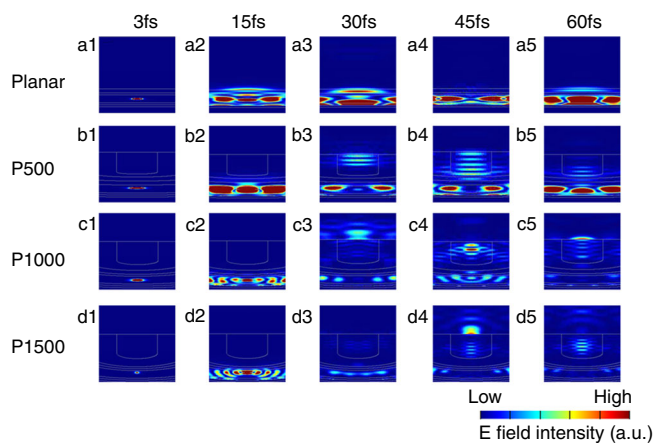 3fs 15fs 30fs 45fs 60fs
a1 a2 a3 a4 a5
Planar
b1 b2 b3 b4 b5
P500
c1 c2 c3 c4 c5
P1000
d1 d2 d3 d4 d5
P1500
Low High
E field intensity (a.u.)